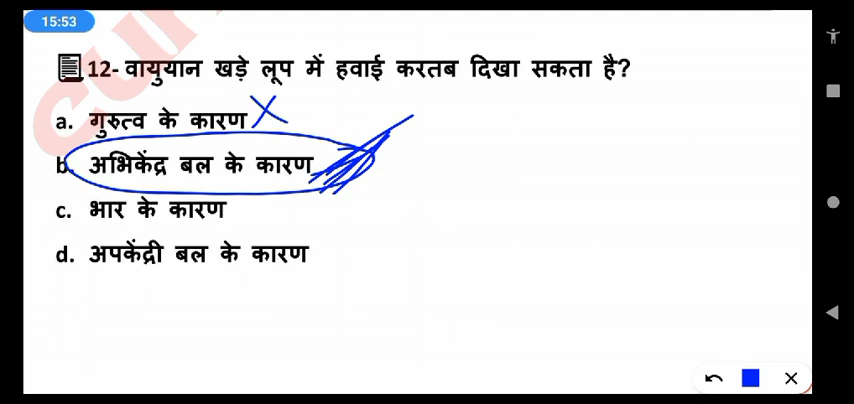 15:53
12- वायुयान खड़े लूप में हवाई करतब दिखा सकता है?
a. गुरुत्व के कारण
b. अभिकेंद्र बल के कारण
c. भार के कारण
d. अपकेंद्री बल के कारण